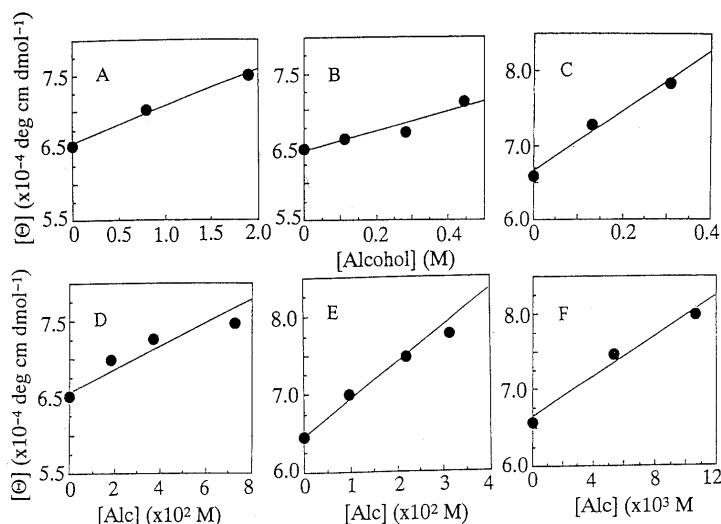 [Θ] (x10⁻⁴ deg cm dmol⁻¹)
A
7.5
6.5
5.5
0 0.4 0.8 1.2 1.6 2.0
B
7.5
6.5
5.5
0 0.2 0.4
C
8.0
7.0
6.0
0 0.2 0.4
[Alcohol] (M)
[Θ] (x10⁻⁴ deg cm dmol⁻¹)
D
7.5
6.5
5.5
0 2 4 6 8
[Alc] (x10² M)
E
8.0
7.0
6.0
0 1 2 3 4
[Alc] (x10² M)
F
8.0
7.0
6.0
0 4 8 12
[Alc] (x10³ M